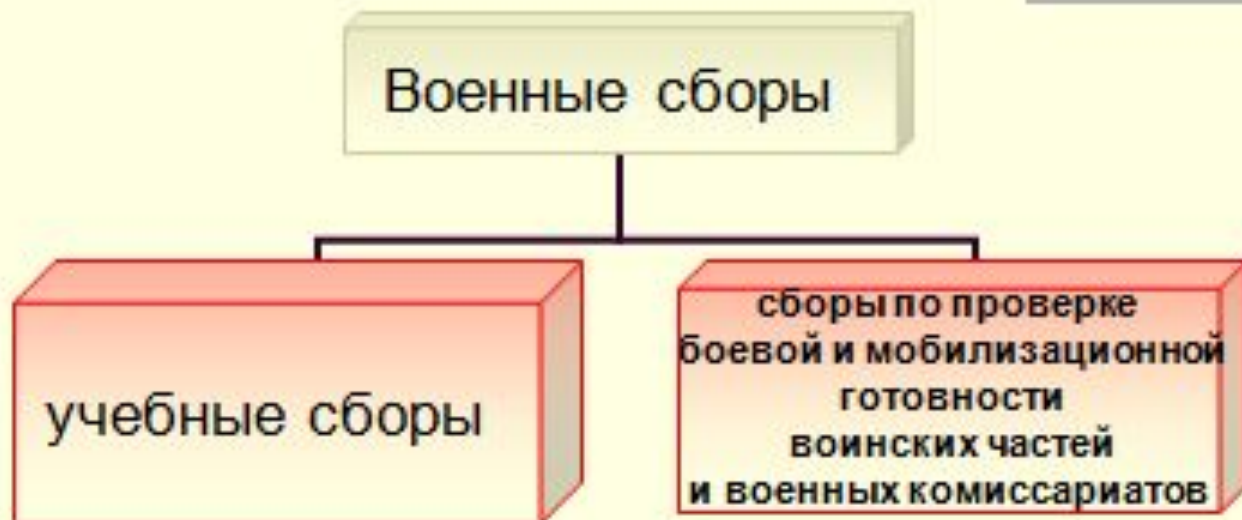 Военные сборы
учебные сборы
сборы по проверке
боевой и мобилизационной
готовности
воинских частей
и военных комиссариатов